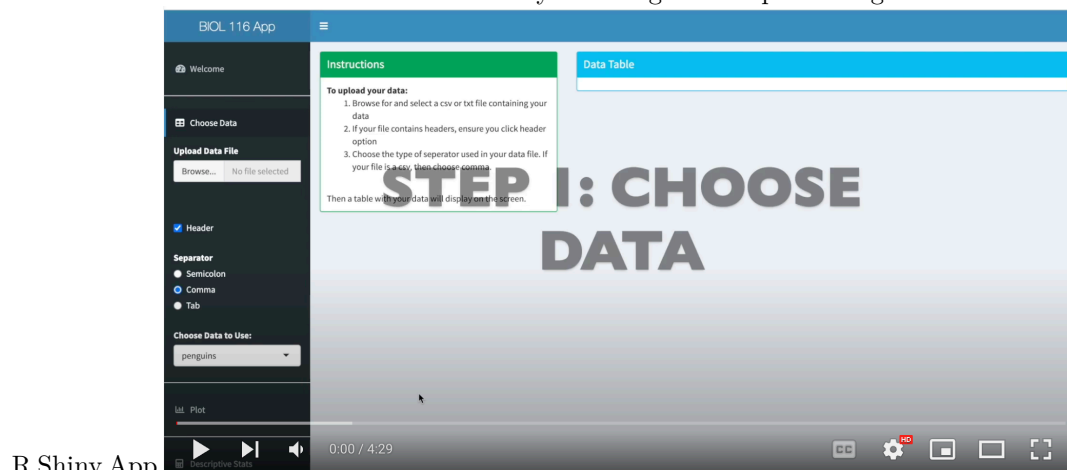 BIOL 116 App
Welcome
Instructions
Data Table
To upload your data:
1. Browse for and select a csv or txt file containing your
data
2. If your file contains headers, ensure you click header
option
3. Choose the type of seperator used in your data file. If
your file is a csv, then choose comma.
Then a table with your data will display on the screen.
STEP 1: CHOOSE
DATA
Choose Data
Upload Data File
Browse... No file selected
Header
Separator
Semicolon
Comma
Tab
Choose Data to Use:
penguins
Plot
0:00 / 4:29
CC
HD
Descriptive Stats
R Shiny App